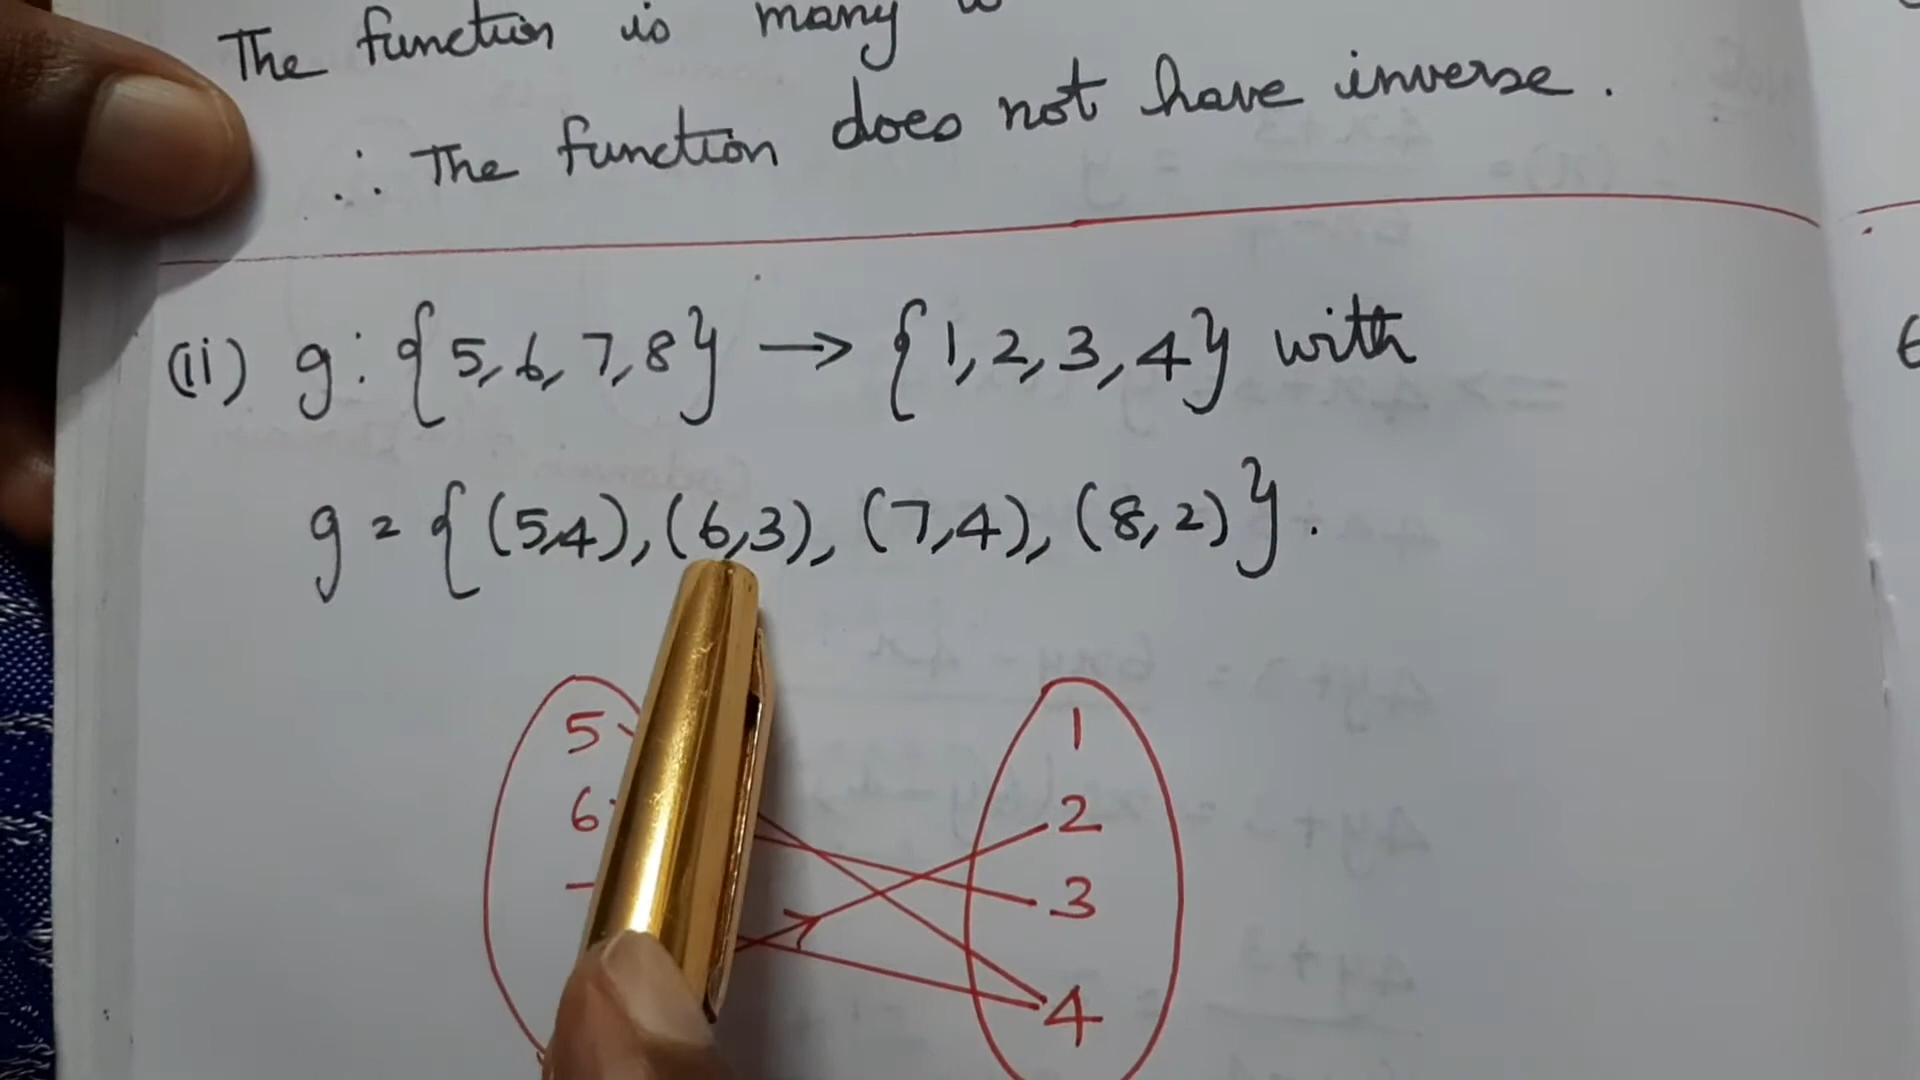 The function is many
∴ The function does not have inverse.
(ii) g: {5, 6, 7, 8} → {1, 2, 3, 4} with
g = {(5,4), (6,3), (7,4), (8,2)}.
5 1
6 2
3
4